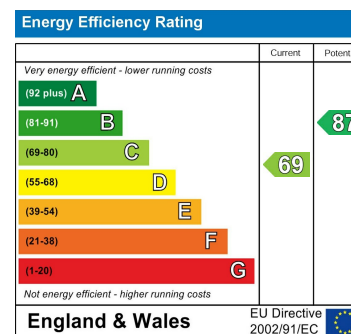 Energy Efficiency Rating
Current Potent
Very energy efficient - lower running costs
(92 plus) A
(81-91) B 87
(69-80) C 69
(55-68) D
(39-54) E
(21-38) F
(1-20) G
Not energy efficient - higher running costs
England & Wales
EU Directive
2002/91/EC